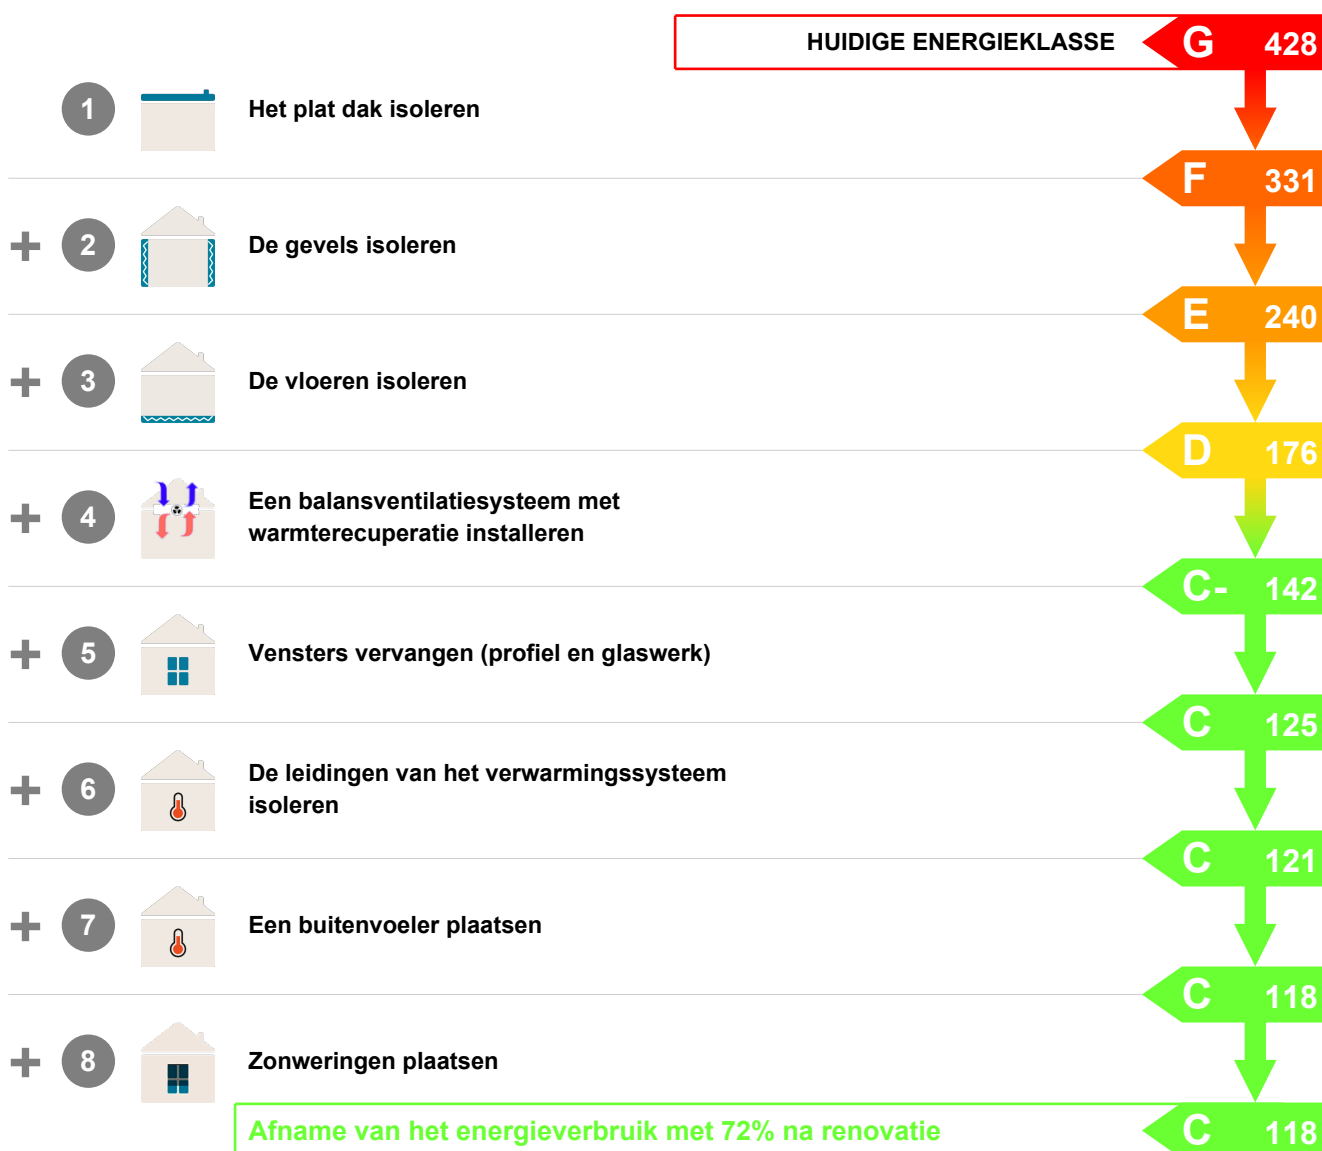 HUIDIGE ENERGIEKLASSE G 428
1 Het plat dak isoleren
F 331
+ 2 De gevels isoleren
E 240
+ 3 De vloeren isoleren
D 176
+ 4 Een balansventilatiesysteem met
warmterecuperatie installeren
C- 142
+ 5 Vensters vervangen (profiel en glaswerk)
C 125
+ 6 De leidingen van het verwarmingssysteem
isoleren
C 121
+ 7 Een buitenvoeler plaatsen
C 118
+ 8 Zonweringen plaatsen
Afname van het energieverbruik met 72% na renovatie C 118